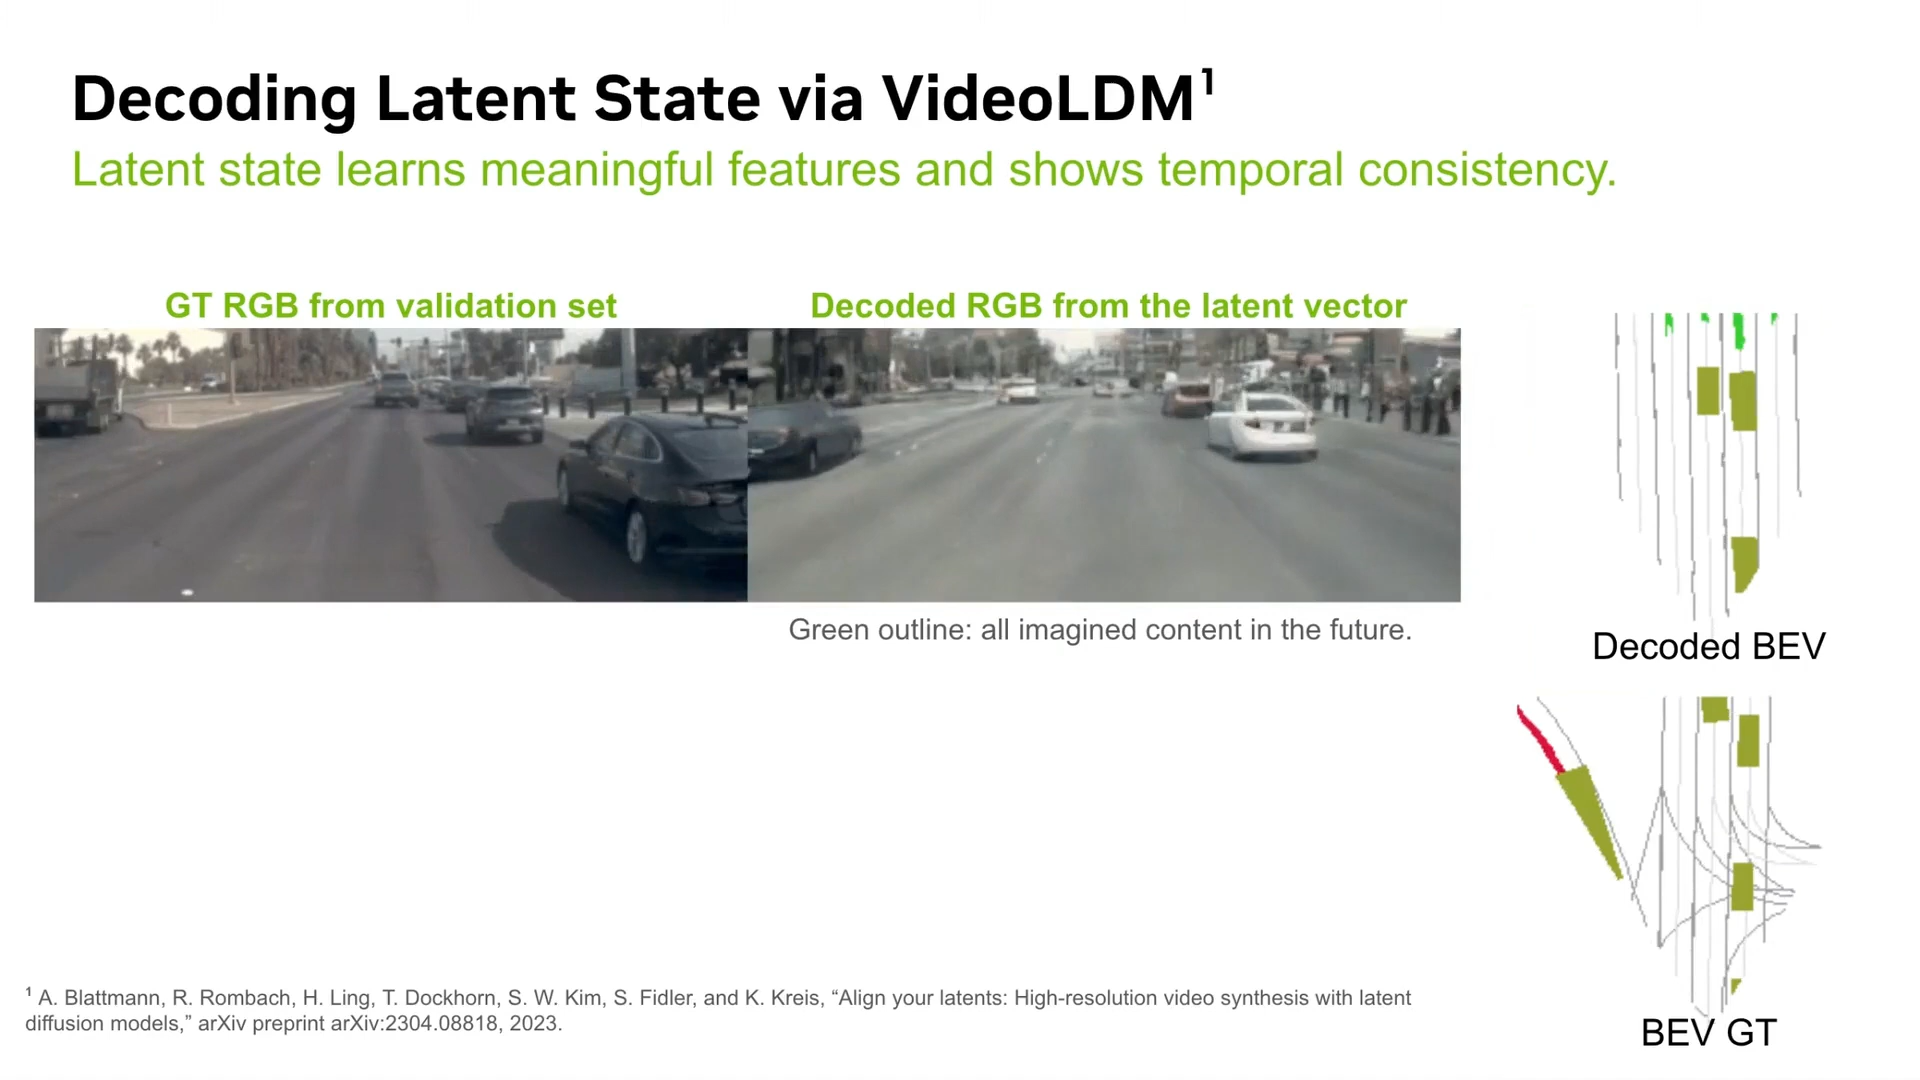 Decoding Latent State via VideoLDM¹
Latent state learns meaningful features and shows temporal consistency.
GT RGB from validation set
Decoded RGB from the latent vector
Green outline: all imagined content in the future.
Decoded BEV
BEV GT
¹ A. Blattmann, R. Rombach, H. Ling, T. Dockhorn, S. W. Kim, S. Fidler, and K. Kreis, “Align your latents: High-resolution video synthesis with latent
diffusion models,” arXiv preprint arXiv:2304.08818, 2023.